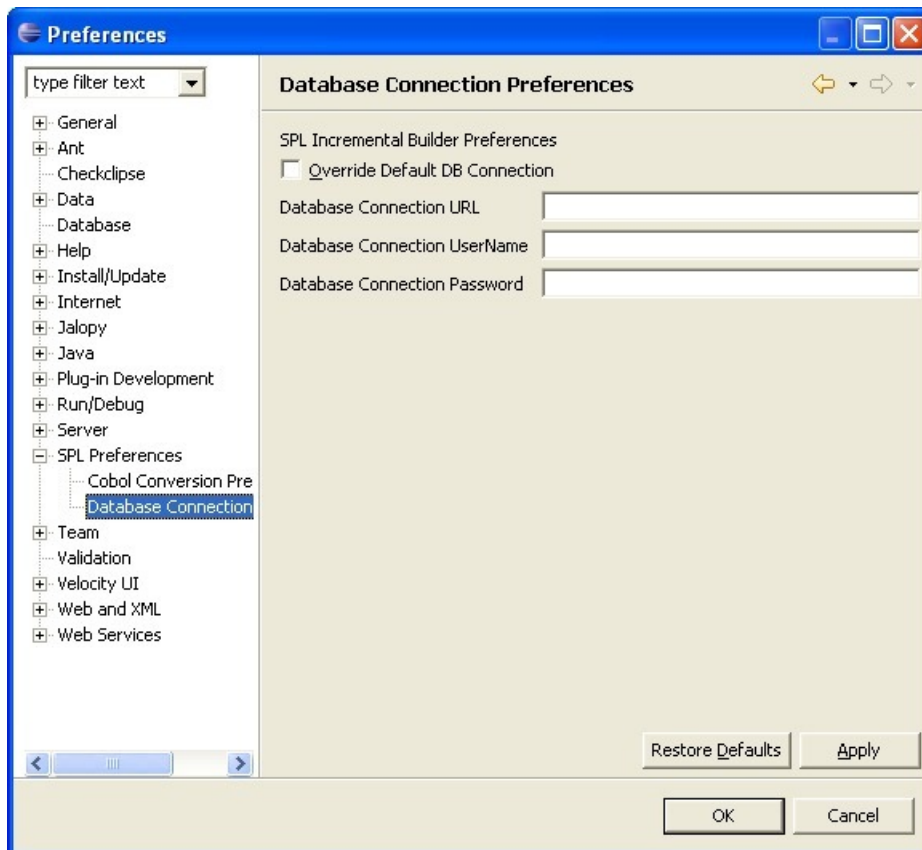 Preferences
type filter text
General
Ant
Checkclipse
Data
Database
Help
Install/Update
Internet
Jalopy
Java
Plug-in Development
Run/Debug
Server
SPL Preferences
Cobol Conversion Pre
Database Connection
Team
Validation
Velocity UI
Web and XML
Web Services
Database Connection Preferences
SPL Incremental Builder Preferences
Override Default DB Connection
Database Connection URL
Database Connection UserName
Database Connection Password
Restore Defaults Apply
OK Cancel